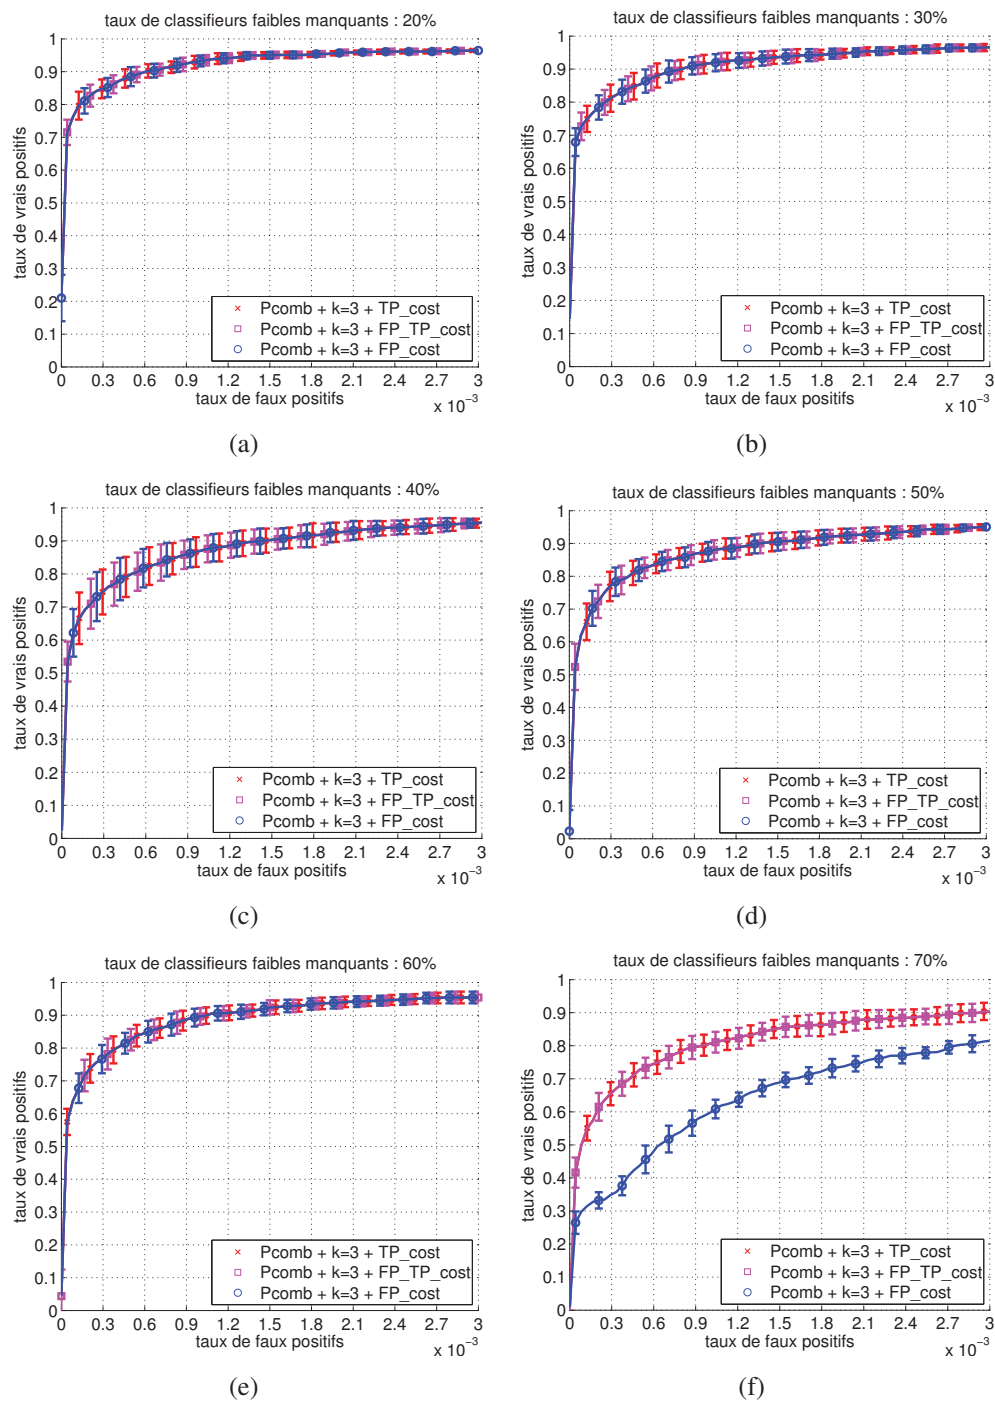 taux de classifieurs faibles manquants : 20%
1
0.9
0.8
0.7
0.6
0.5
0.4
0.3
0.2
0.1
0
taux de vrais positifs
Pcomb + k=3 + TP_cost
Pcomb + k=3 + FP_TP_cost
Pcomb + k=3 + FP_cost
0 0.3 0.6 0.9 1.2 1.5 1.8 2.1 2.4 2.7 3
taux de faux positifs
x 10⁻³
(a)
taux de classifieurs faibles manquants : 30%
1
0.9
0.8
0.7
0.6
0.5
0.4
0.3
0.2
0.1
0
taux de vrais positifs
Pcomb + k=3 + TP_cost
Pcomb + k=3 + FP_TP_cost
Pcomb + k=3 + FP_cost
0 0.3 0.6 0.9 1.2 1.5 1.8 2.1 2.4 2.7 3
taux de faux positifs
x 10⁻³
(b)
taux de classifieurs faibles manquants : 40%
1
0.9
0.8
0.7
0.6
0.5
0.4
0.3
0.2
0.1
0
taux de vrais positifs
Pcomb + k=3 + TP_cost
Pcomb + k=3 + FP_TP_cost
Pcomb + k=3 + FP_cost
0 0.3 0.6 0.9 1.2 1.5 1.8 2.1 2.4 2.7 3
taux de faux positifs
x 10⁻³
(c)
taux de classifieurs faibles manquants : 50%
1
0.9
0.8
0.7
0.6
0.5
0.4
0.3
0.2
0.1
0
taux de vrais positifs
Pcomb + k=3 + TP_cost
Pcomb + k=3 + FP_TP_cost
Pcomb + k=3 + FP_cost
0 0.3 0.6 0.9 1.2 1.5 1.8 2.1 2.4 2.7 3
taux de faux positifs
x 10⁻³
(d)
taux de classifieurs faibles manquants : 60%
1
0.9
0.8
0.7
0.6
0.5
0.4
0.3
0.2
0.1
0
taux de vrais positifs
Pcomb + k=3 + TP_cost
Pcomb + k=3 + FP_TP_cost
Pcomb + k=3 + FP_cost
0 0.3 0.6 0.9 1.2 1.5 1.8 2.1 2.4 2.7 3
taux de faux positifs
x 10⁻³
(e)
taux de classifieurs faibles manquants : 70%
1
0.9
0.8
0.7
0.6
0.5
0.4
0.3
0.2
0.1
0
taux de vrais positifs
Pcomb + k=3 + TP_cost
Pcomb + k=3 + FP_TP_cost
Pcomb + k=3 + FP_cost
0 0.3 0.6 0.9 1.2 1.5 1.8 2.1 2.4 2.7 3
taux de faux positifs
x 10⁻³
(f)